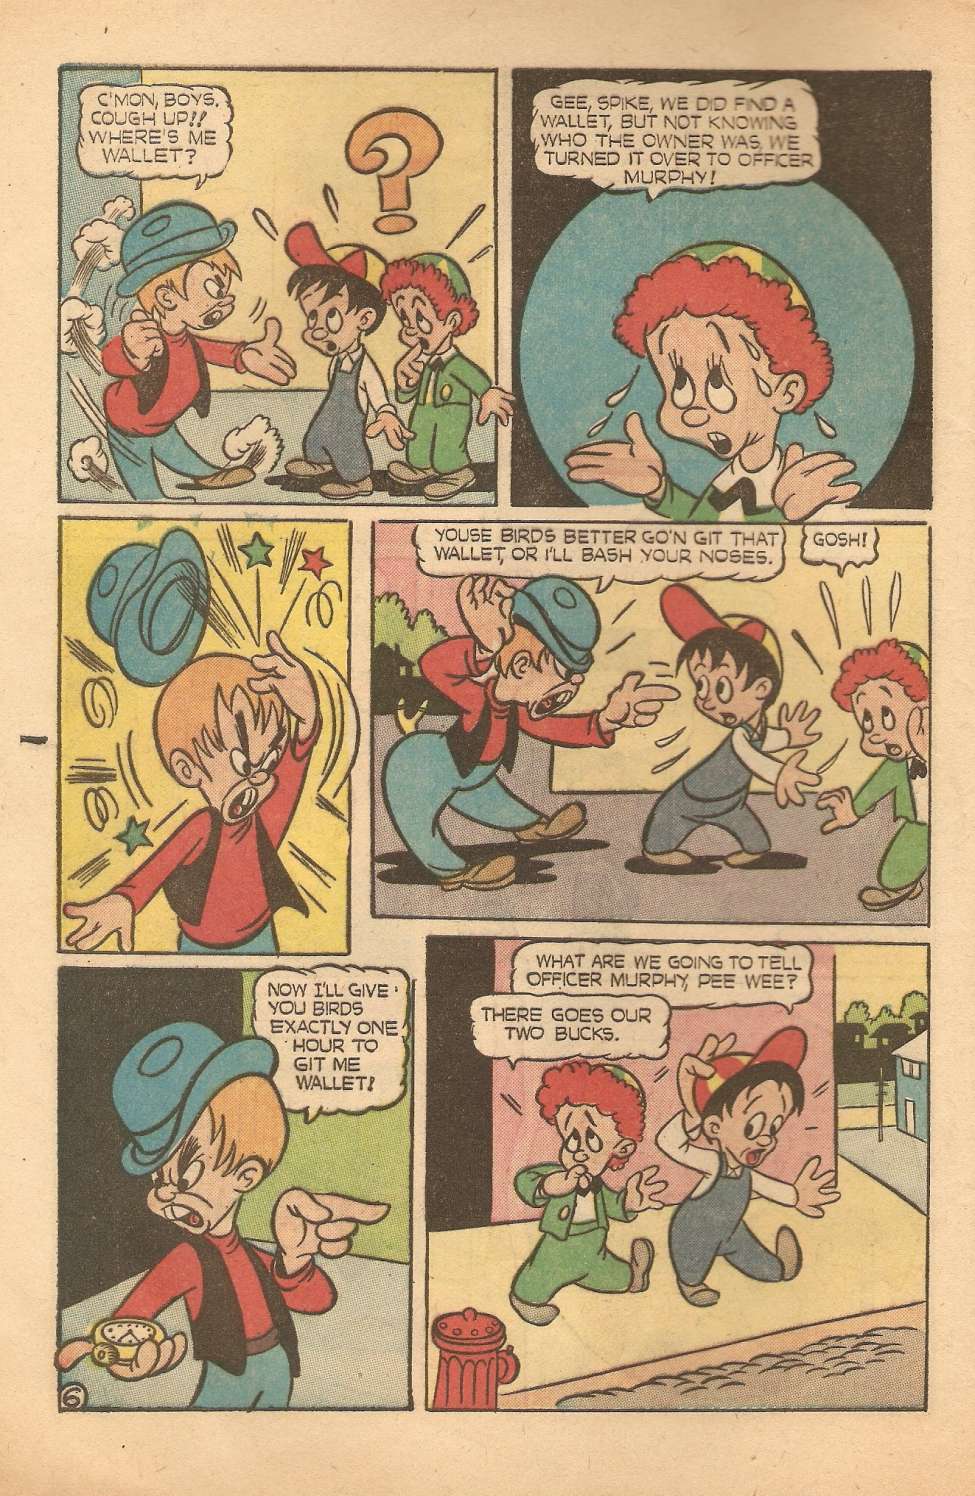 C'MON, BOYS,
COUGH UP!!
WHERE'S ME
WALLET?
GEE, SPIKE, WE DID FIND A
WALLET, BUT NOT KNOWING
WHO THE OWNER WAS, WE
TURNED IT OVER TO OFFICER
MURPHY!
YOUSE BIRDS BETTER GO'N GIT THAT
WALLET, OR I'LL BASH YOUR NOSES.
GOSH!
NOW I'LL GIVE
YOU BIRDS
EXACTLY ONE
HOUR TO
GIT ME
WALLET!
WHAT ARE WE GOING TO TELL
OFFICER MURPHY, PEE WEE?
THERE GOES OUR
TWO BUCKS.
6